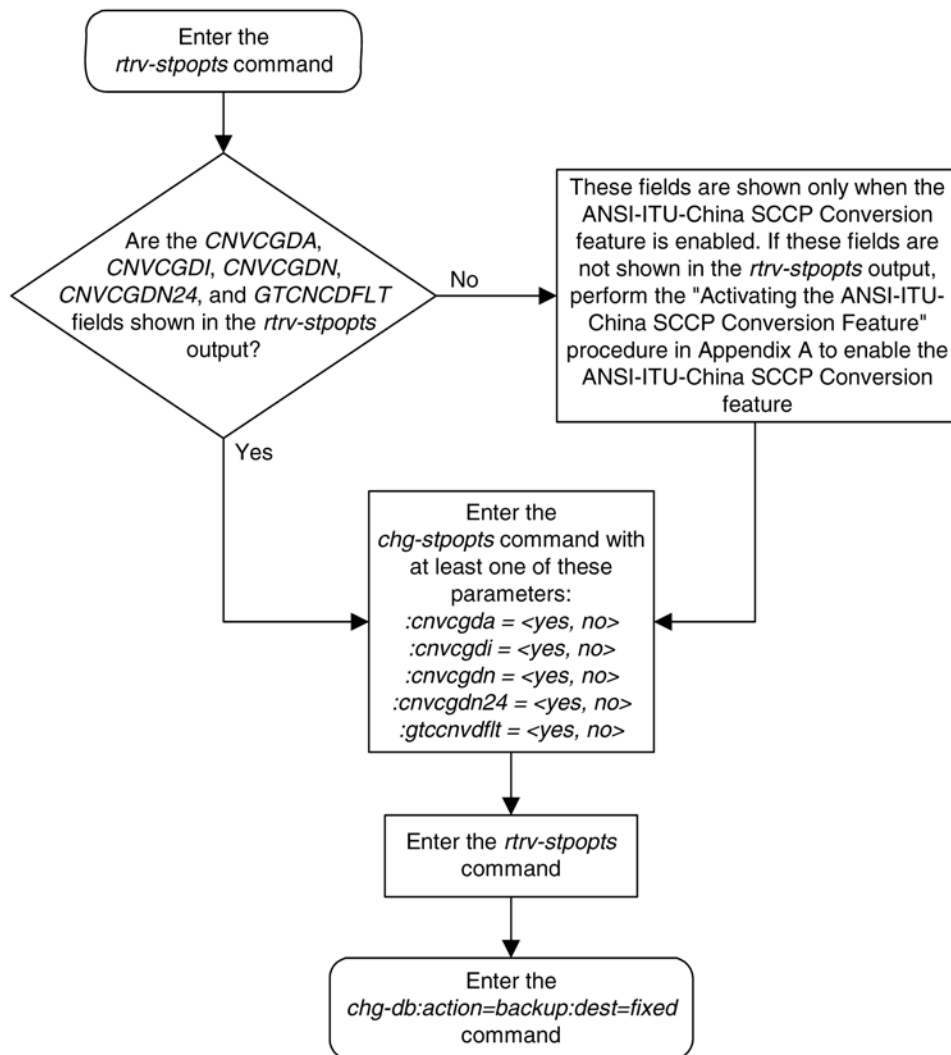 Enter the
rtrv-stpopts command
Are the CNVCGDA,
CNVCGDI, CNVCGDN,
CNVCGDN24, and GTCNCDFLT
fields shown in the rtrv-stpopts
output?
No
These fields are shown only when the
ANSI-ITU-China SCCP Conversion
feature is enabled. If these fields are
not shown in the rtrv-stpopts output,
perform the "Activating the ANSI-ITU-
China SCCP Conversion Feature"
procedure in Appendix A to enable the
ANSI-ITU-China SCCP Conversion
feature
Yes
Enter the
chg-stpopts command with
at least one of these
parameters:
:cnvcgda = <yes, no>
:cnvcgdi = <yes, no>
:cnvcgdn = <yes, no>
:cnvcgdn24 = <yes, no>
:gtccnvdflt = <yes, no>
Enter the rtrv-stpopts
command
Enter the
chg-db:action=backup:dest=fixed
command